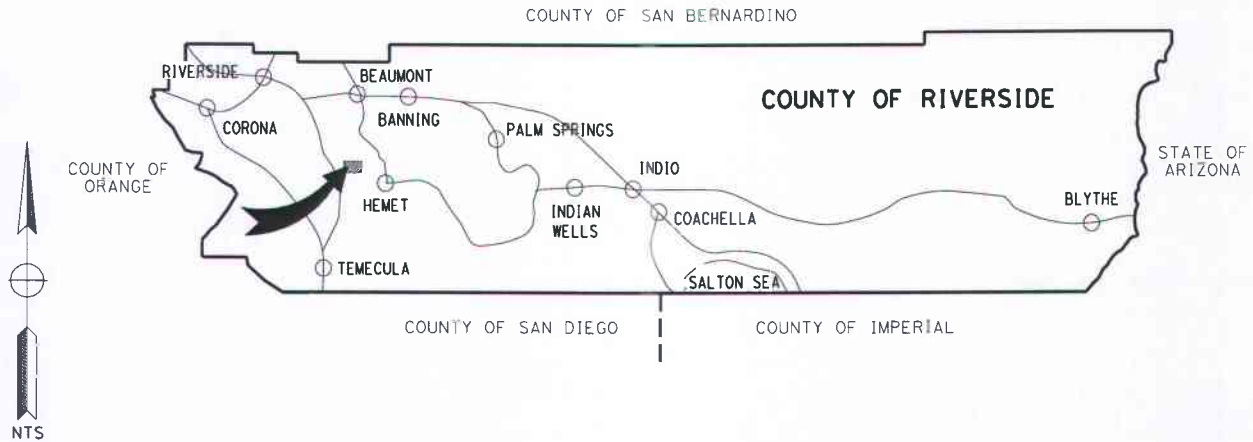 COUNTY OF SAN BERNARDINO
RIVERSIDE
BEAUMONT
COUNTY OF RIVERSIDE
CORONA
BANNING
PALM SPRINGS
COUNTY OF
ORANGE
STATE OF
ARIZONA
INDIO
HEMET
INDIAN
WELLS
COACHELLA
BLYTHE
TEMECULA
SALTON SEA
COUNTY OF SAN DIEGO
COUNTY OF IMPERIAL
NTS